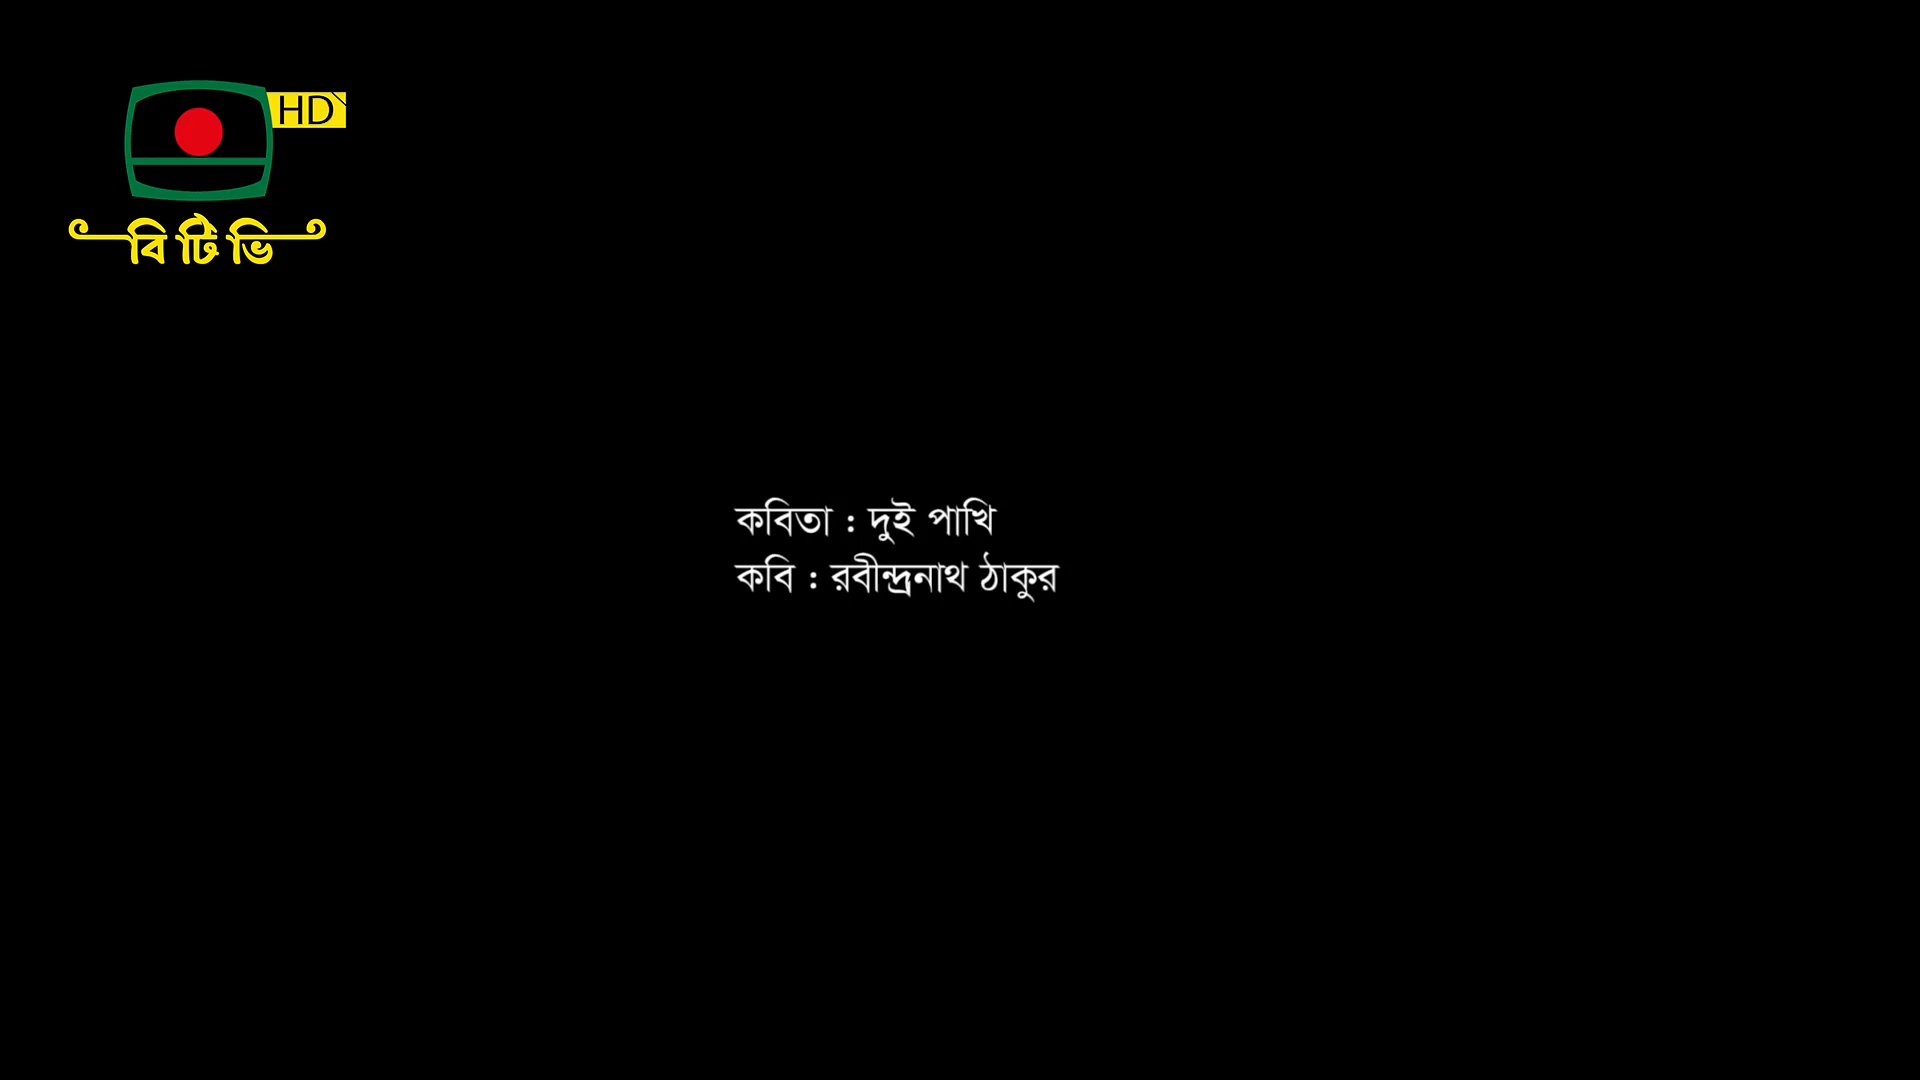 HD
বিটিভি
কবিতা : দুই পাখি
কবি : রবীন্দ্রনাথ ঠাকুর